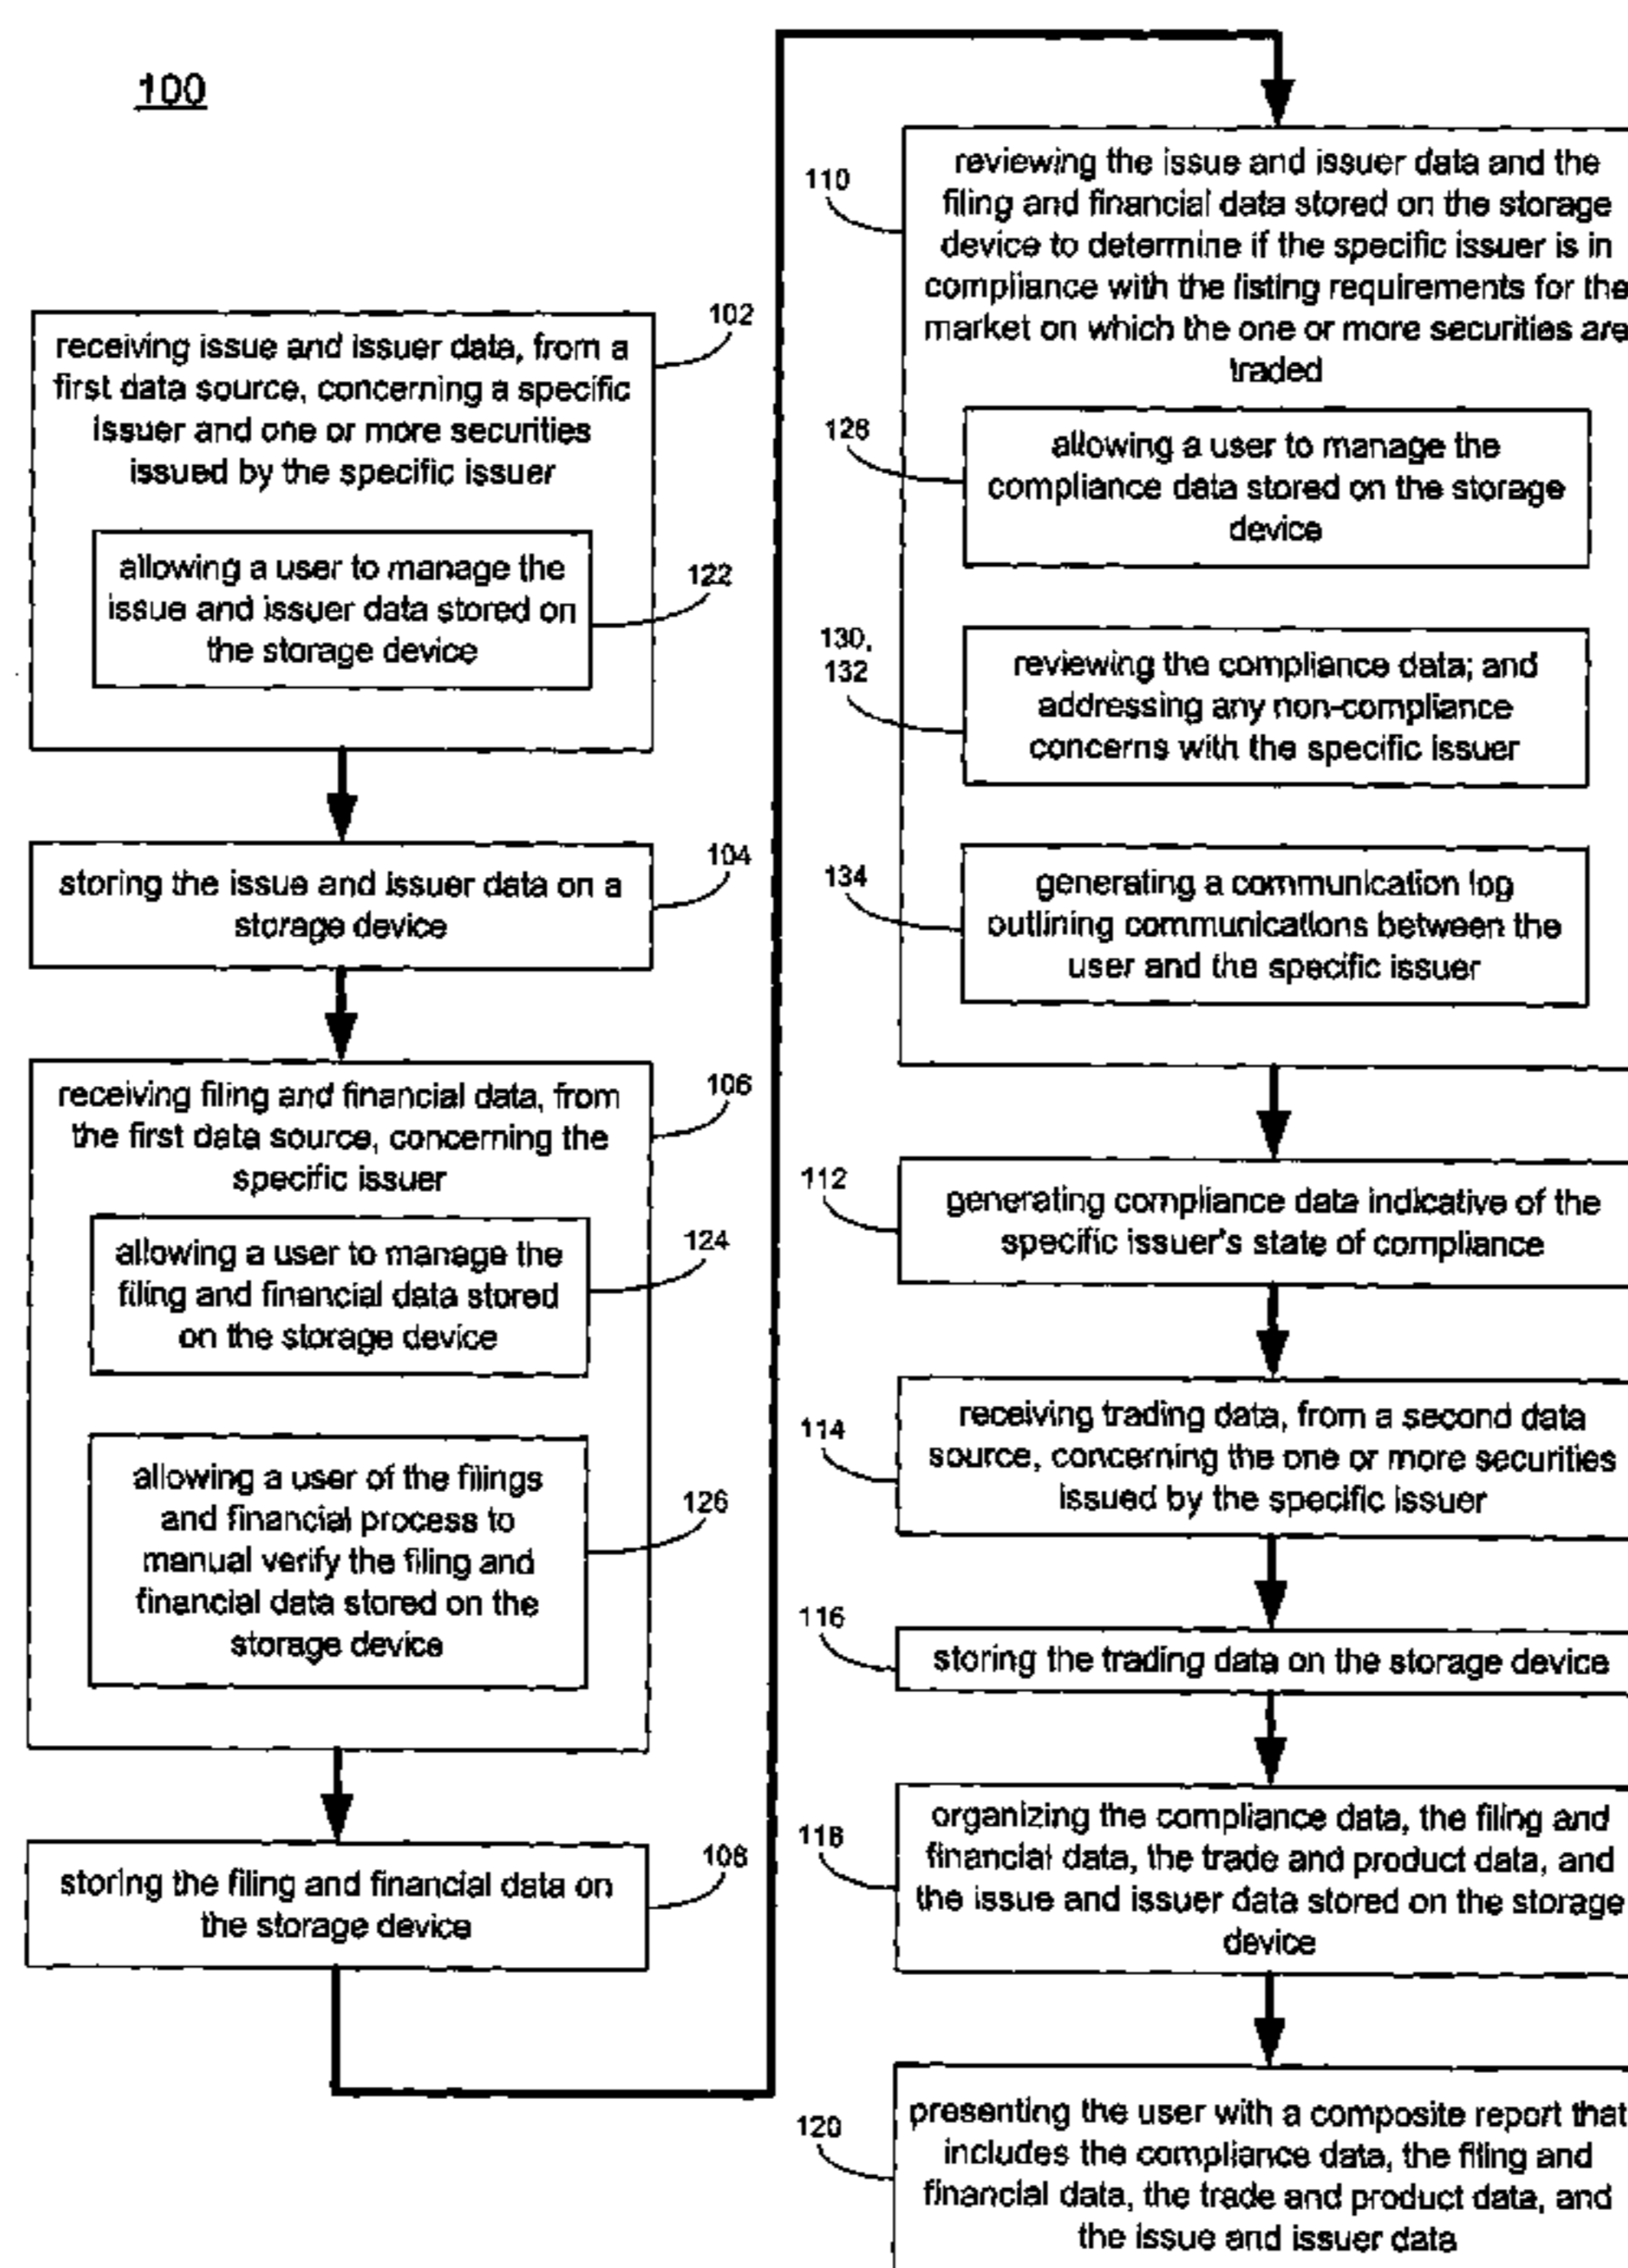 100
102
receiving issue and issuer data, from a
first data source, concerning a specific
issuer and one or more securities
issued by the specific issuer
122
allowing a user to manage the
issue and issuer data stored on
the storage device
104
storing the issue and issuer data on a
storage device
106
receiving filing and financial data, from
the first data source, concerning the
specific issuer
124
allowing a user to manage the
filing and financial data stored
on the storage device
126
allowing a user of the filings
and financial process to
manual verify the filing and
financial data stored on the
storage device
108
storing the filing and financial data on
the storage device
110
reviewing the issue and issuer data and the
filing and financial data stored on the storage
device to determine if the specific issuer is in
compliance with the listing requirements for the
market on which the one or more securities are
traded
128
allowing a user to manage the
compliance data stored on the storage
device
130,
132
reviewing the compliance data; and
addressing any non-compliance
concerns with the specific issuer
134
generating a communication log
outlining communications between the
user and the specific issuer
112
generating compliance data indicative of the
specific issuer's state of compliance
114
receiving trading data, from a second data
source, concerning the one or more securities
issued by the specific issuer
116
storing the trading data on the storage device
118
organizing the compliance data, the filing and
financial data, the trade and product data, and
the issue and issuer data stored on the storage
device
120
presenting the user with a composite report that
includes the compliance data, the filing and
financial data, the trade and product data, and
the issue and issuer data